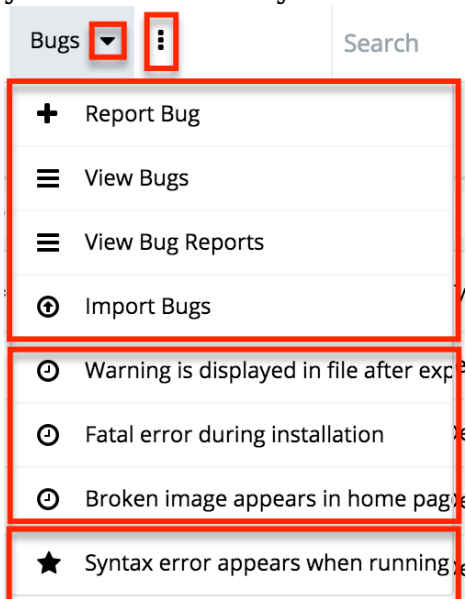 Bugs
Search
Report Bug
View Bugs
View Bug Reports
Import Bugs
Warning is displayed in file after exp
Fatal error during installation
Broken image appears in home pag
Syntax error appears when running